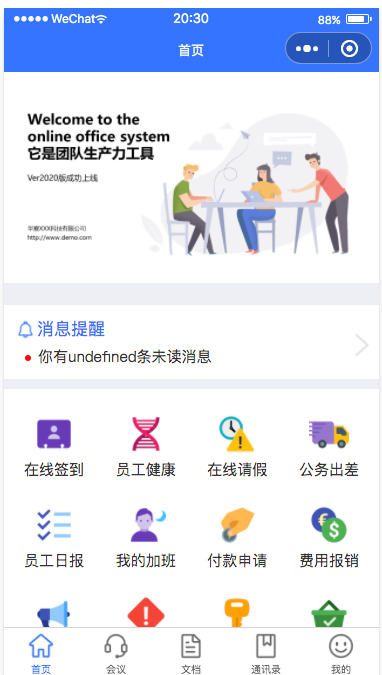 WeChat
20:30
88%
首页
Welcome to the
online office system
它是团队生产力工具
Ver2020版成功上线
华爵XXX科技有限公司
http://www.demo.com
消息提醒
你有undefined条未读消息
在线签到
员工健康
在线请假
公务出差
员工日报
我的加班
付款申请
费用报销
首页
会议
文档
通讯录
我的